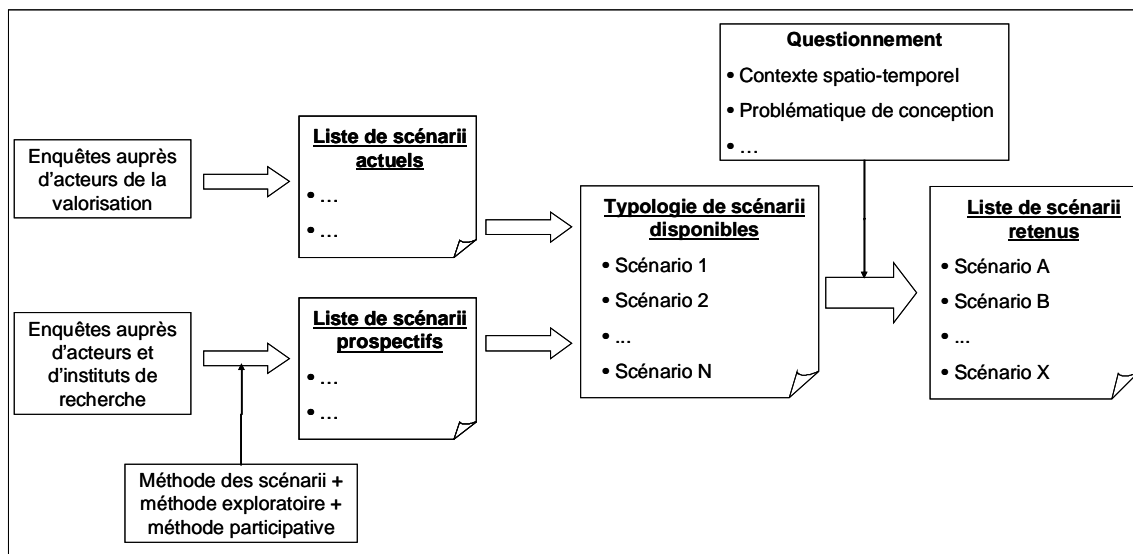 Questionnement
• Contexte spatio-temporel
• Problématique de conception
• ...
Enquêtes auprès
d'acteurs de la
valorisation
Liste de scénarii
actuels
• ...
• ...
Enquêtes auprès
d'acteurs et
d'instituts de
recherche
Liste de scénarii
prospectifs
• ...
• ...
Méthode des scénarii +
méthode exploratoire +
méthode participative
Typologie de scénarii
disponibles
• Scénario 1
• Scénario 2
• ...
• Scénario N
Liste de scénarii
retenus
• Scénario A
• Scénario B
• ...
• Scénario X